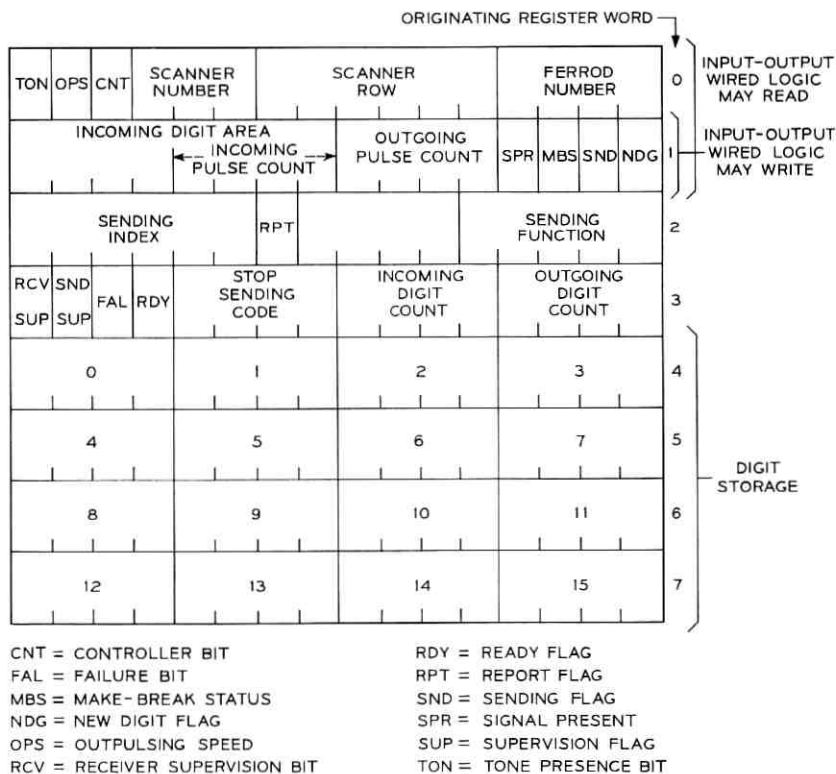 ORIGINATING REGISTER WORD
TON OPS CNT SCANNER NUMBER SCANNER ROW FERROD NUMBER 0 INPUT-OUTPUT WIRED LOGIC MAY READ
INCOMING DIGIT AREA INCOMING PULSE COUNT OUTGOING PULSE COUNT SPR MBS SND NDG 1 INPUT-OUTPUT WIRED LOGIC MAY WRITE
SENDING INDEX RPT SENDING FUNCTION 2
RCV SUP SND SUP FAL RDY STOP SENDING CODE INCOMING DIGIT COUNT OUTGOING DIGIT COUNT 3
0 1 2 3 4
4 5 6 7 5
DIGIT STORAGE
8 9 10 11 6
12 13 14 15 7
CNT = CONTROLLER BIT
FAL = FAILURE BIT
MBS = MAKE-BREAK STATUS
NDG = NEW DIGIT FLAG
OPS = OUTPULSING SPEED
RCV = RECEIVER SUPERVISION BIT
RDY = READY FLAG
RPT = REPORT FLAG
SND = SENDING FLAG
SPR = SIGNAL PRESENT
SUP = SUPERVISION FLAG
TON = TONE PRESENCE BIT